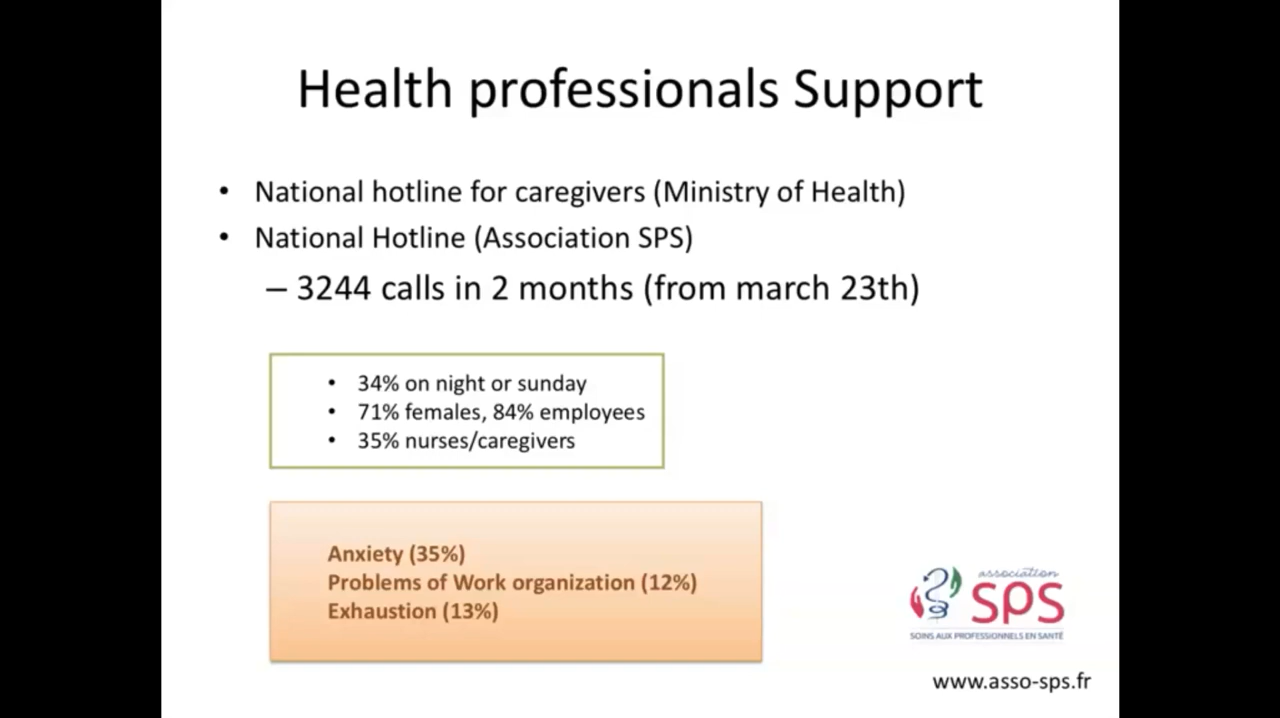 Health professionals Support
• National hotline for caregivers (Ministry of Health)
• National Hotline (Association SPS)
– 3244 calls in 2 months (from march 23th)
• 34% on night or sunday
• 71% females, 84% employees
• 35% nurses/caregivers
Anxiety (35%)
Problems of Work organization (12%)
Exhaustion (13%)
association
sps
SOINS AUX PROFESSIONNELS EN SANTÉ
www.asso-sps.fr